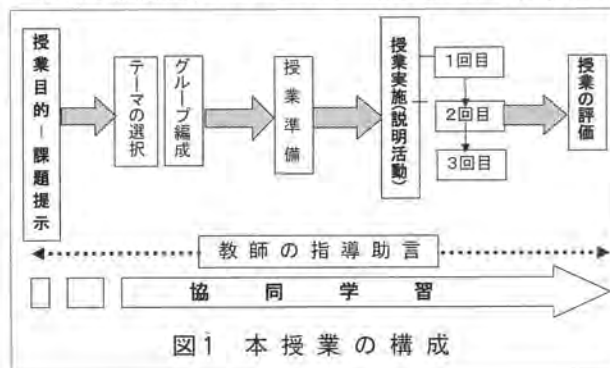 授業目的－課題提示
テーマの選択
グループ編成
授業準備
授業実施(説明活動)
1回目
2回目
3回目
授業の評価
教師の指導助言
協同学習
図1 本授業の構成